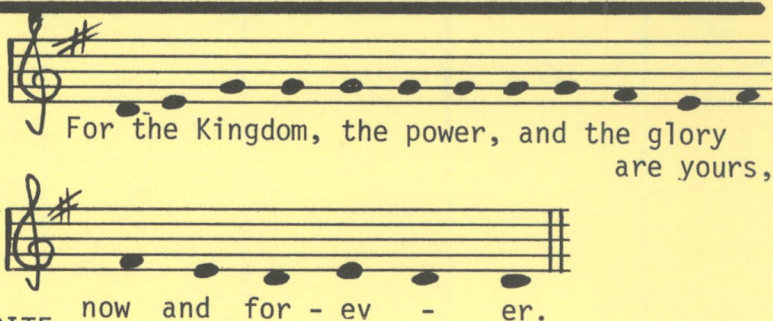 For the Kingdom, the power, and the glory
are yours,
now and for - ev - er.